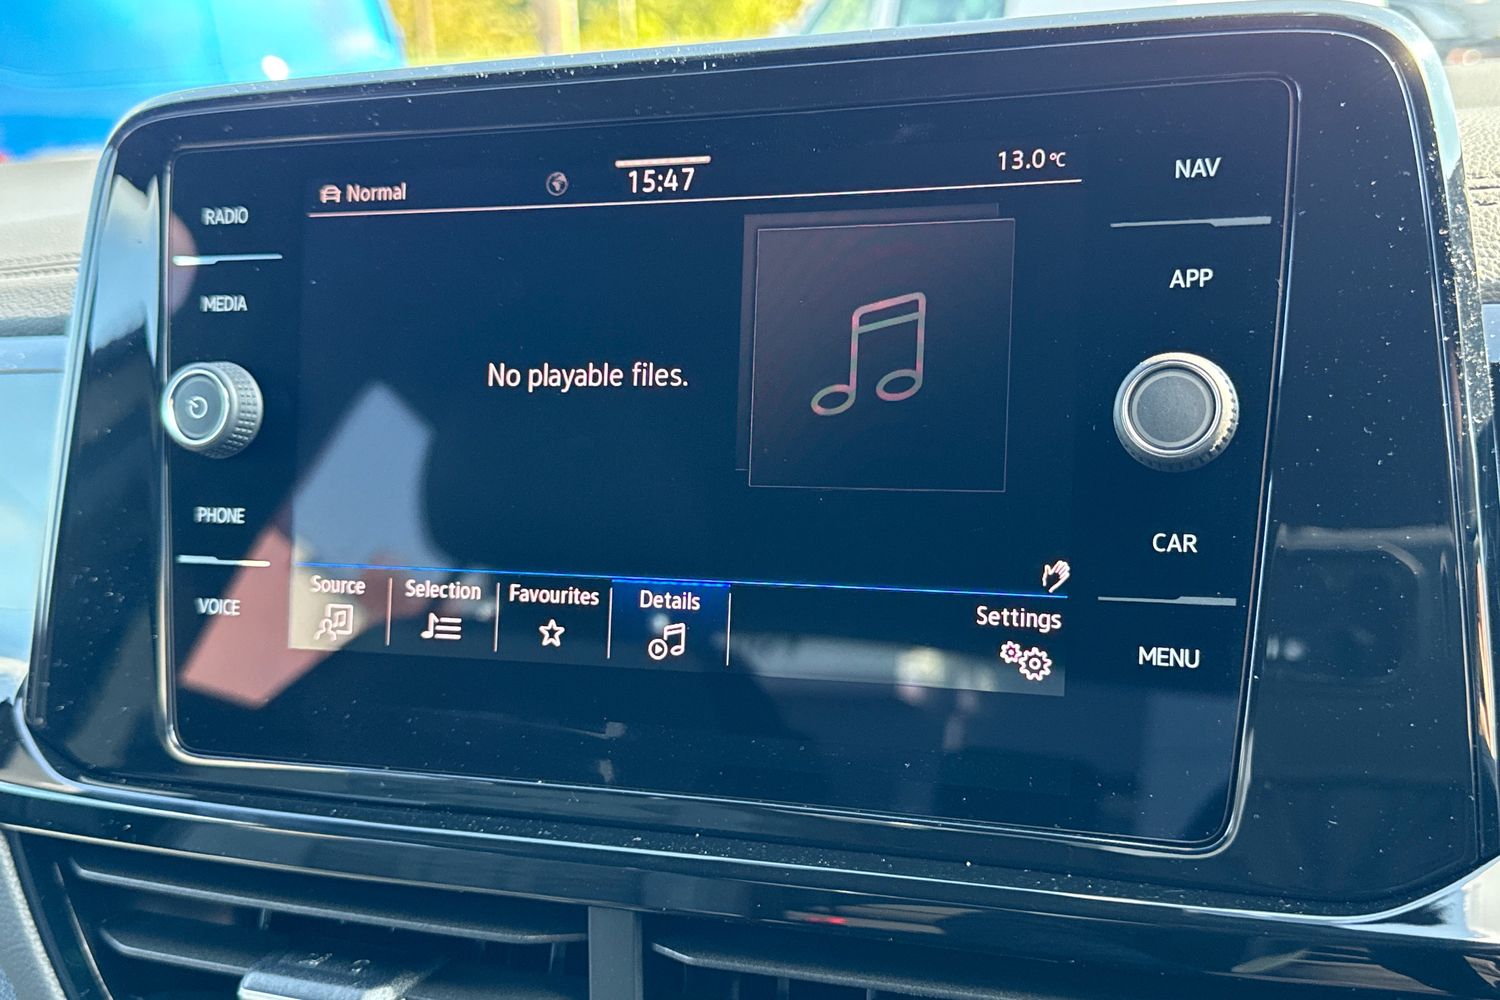 Normal
15:47
13.0°C
RADIO
MEDIA
PHONE
VOICE
No playable files.
Source
Selection
Favourites
Details
Settings
NAV
APP
CAR
MENU